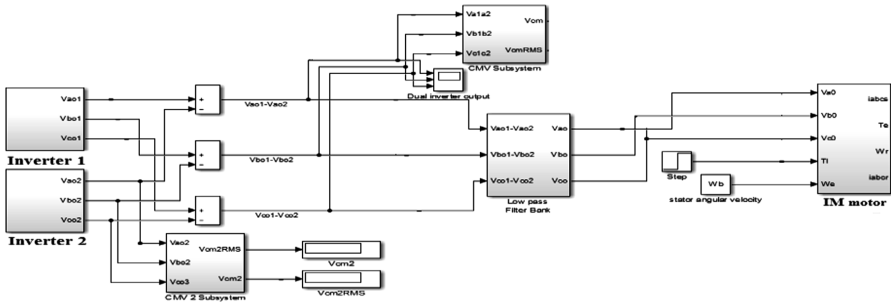 Va1a2
Vb1b2
Vc1c2
Vcm
VcmRMS
CMV Subsystem
Dual inverter output
Vao1
Vbo1
Vco1
Inverter 1
Vao2
Vbo2
Vco2
Inverter 2
Vao1-Vao2
Vbo1-Vbo2
Vco1-Vco2
Vao1-Vao2
Vbo1-Vbo2
Vco1-Vco2
Vao
Vbo
Vco
Low pass
Filter Bank
Step
Wb
stator angular velocity
Va0
Vb0
Vc0
Tl
We
iabcs
Te
Wr
iabcr
IM motor
Vao2
Vbo2
Vco3
Vcm2RMS
Vcm2
CMV 2 Subsystem
Vcm2
Vcm2RMS